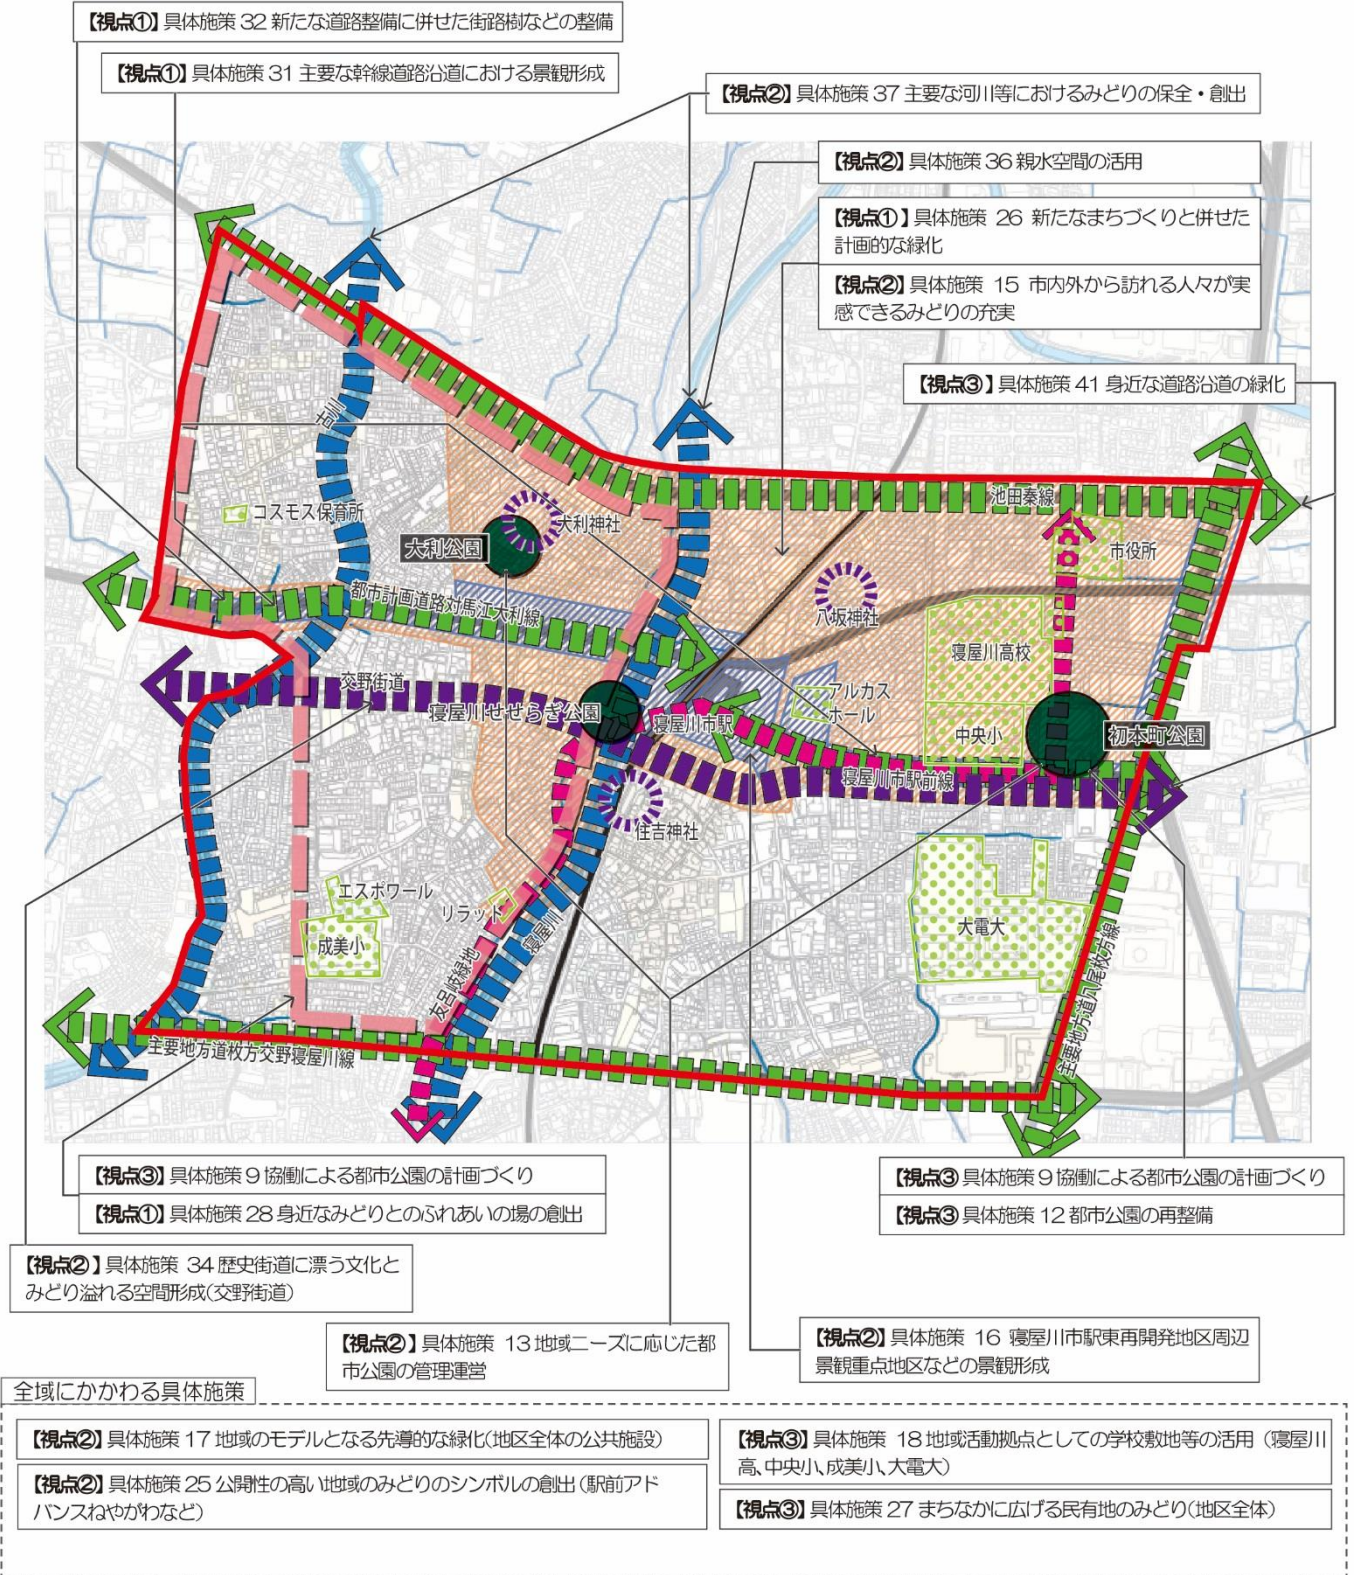 【視点①】具体施策 32 新たな道路整備に併せた街路樹などの整備
【視点①】具体施策 31 主要な幹線道路沿道における景観形成
【視点②】具体施策 37 主要な河川等におけるみどりの保全・創出
【視点②】具体施策 36 親水空間の活用
【視点①】具体施策 26 新たなまちづくりと併せた
計画的な緑化
【視点②】具体施策 15 市内外から訪れる人々が実
感できるみどりの充実
【視点③】具体施策 41 身近な道路沿道の緑化
古川
池田秦線
コスモス保育所
大利神社
大利公園
市役所
都市計画道路対馬江大利線
八坂神社
寝屋川高校
交野街道
アルカス
ホール
寝屋川せせらぎ公園
寝屋川市駅
中央小
初本町公園
寝屋川市駅前線
住吉神社
エスポワール
リラット
成美小
寝屋川
大電大
友呂岐緑地
主要地方道八尾枚方線
主要地方道枚方交野寝屋川線
【視点③】具体施策 9 協働による都市公園の計画づくり
【視点①】具体施策 28 身近なみどりとのふれあいの場の創出
【視点③ 具体施策 9 協働による都市公園の計画づくり
【視点③ 具体施策 12 都市公園の再整備
【視点②】具体施策 34 歴史街道に漂う文化と
みどり溢れる空間形成(交野街道)
【視点②】具体施策 13 地域ニーズに応じた都
市公園の管理運営
【視点②】具体施策 16 寝屋川市駅東再開発地区周辺
景観重点地区などの景観形成
全域にかかわる具体施策
【視点②】具体施策 17 地域のモデルとなる先導的な緑化(地区全体の公共施設)
【視点②】具体施策 25 公開性の高い地域のみどりのシンボルの創出(駅前アド
バンスねやがわなど)
【視点③】具体施策 18 地域活動拠点としての学校敷地等の活用(寝屋川
高、中央小、成美小、大電大)
【視点③】具体施策 27 まちなかに広げる民有地のみどり(地区全体)